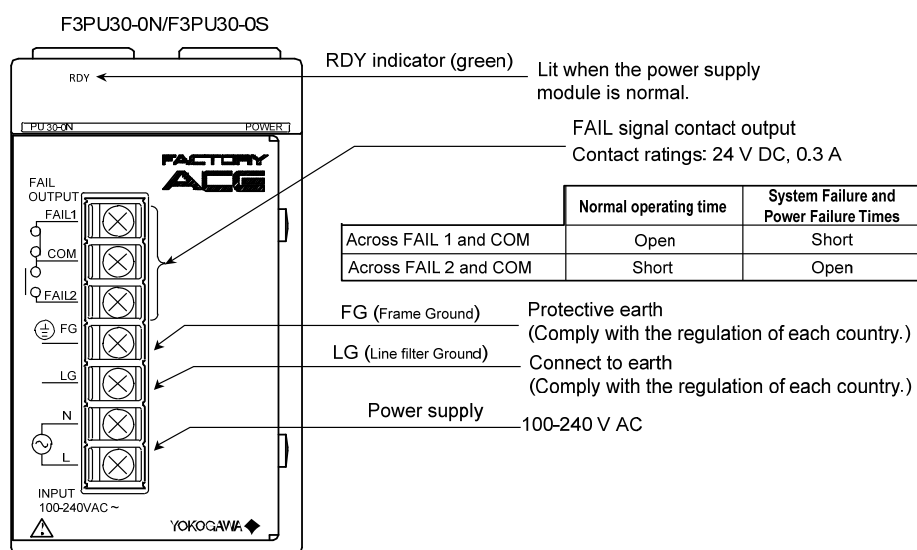 F3PU30-0N/F3PU30-0S
RDY
RDY indicator (green)
Lit when the power supply
module is normal.
PU30-0N
POWER
FACTORY
ACE
FAIL signal contact output
Contact ratings: 24 V DC, 0.3 A
Normal operating time
System Failure and
Power Failure Times
Across FAIL 1 and COM
Open
Short
Across FAIL 2 and COM
Short
Open
FAIL
OUTPUT
FAIL1
COM
FAIL2
FG
LG
N
L
INPUT
100-240VAC ~
YOKOGAWA
FG (Frame Ground)
Protective earth
(Comply with the regulation of each country.)
LG (Line filter Ground)
Connect to earth
(Comply with the regulation of each country.)
Power supply
100-240 V AC